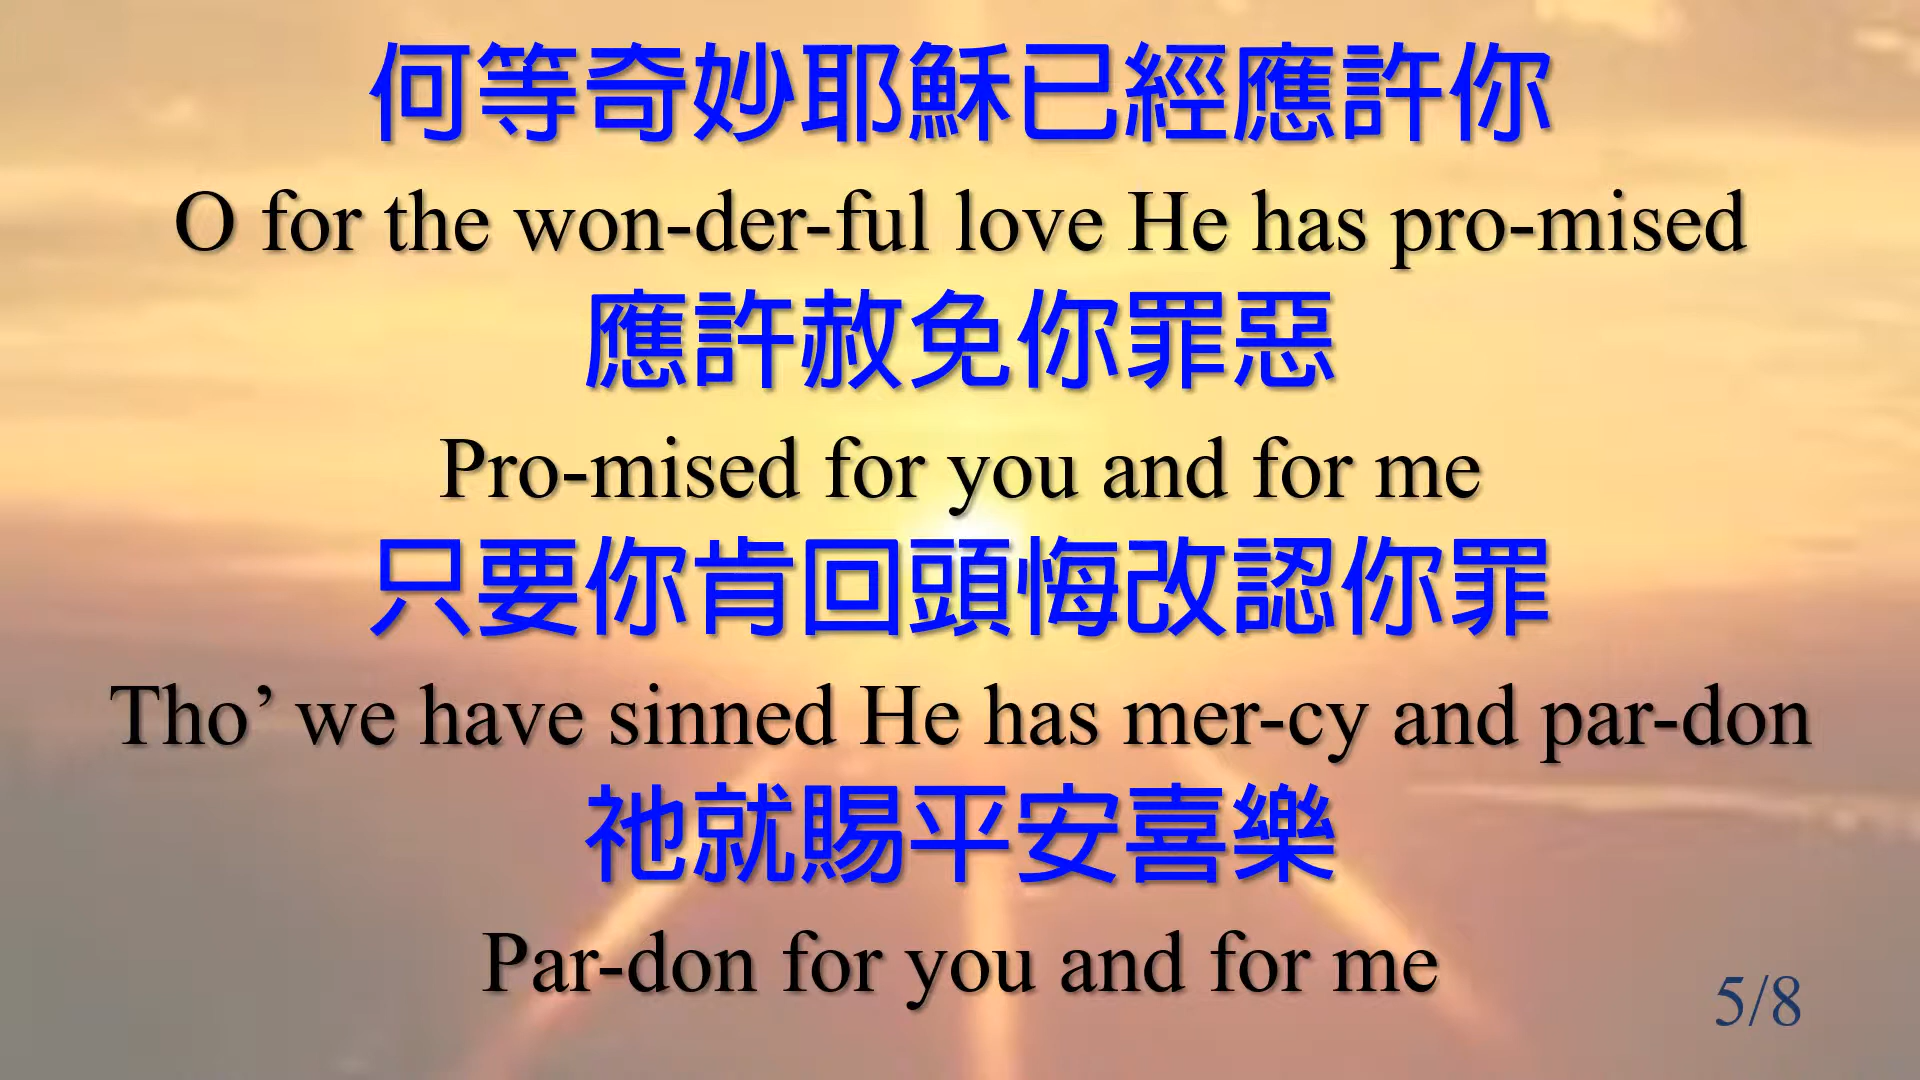 何等奇妙耶穌已經應許你
O for the won-der-ful love He has pro-mised
應許赦免你罪惡
Pro-mised for you and for me
只要你肯回頭悔改認你罪
Tho’ we have sinned He has mer-cy and par-don
祂就賜平安喜樂
Par-don for you and for me
5/8